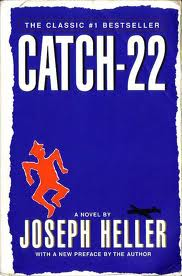 THE CLASSIC #1 BESTSELLER
CATCH-22
A NOVEL BY
JOSEPH HELLER
WITH A NEW PREFACE BY THE AUTHOR